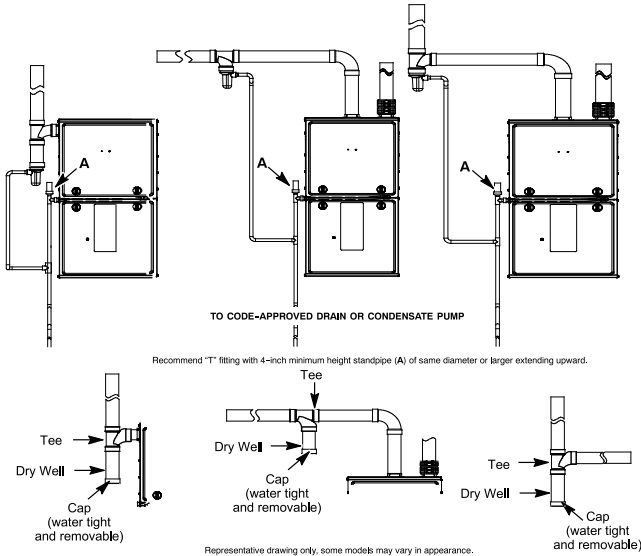 A
A
A
TO CODE-APPROVED DRAIN OR CONDENSATE PUMP
Recommend "T" fitting with 4-inch minimum height standpipe (A) of same diameter or larger extending upward.
Tee
Dry Well
Cap
(water tight
and removable)
Tee
Dry Well
Cap
(water tight
and removable)
Tee
Dry Well
Cap
(water tight
and removable)
Representative drawing only, some models may vary in appearance.